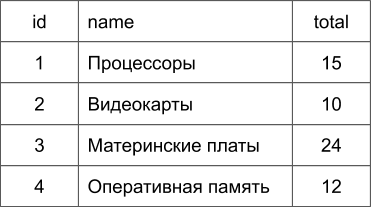 id name total
1 Процессоры 15
2 Видеокарты 10
3 Материнские платы 24
4 Оперативная память 12